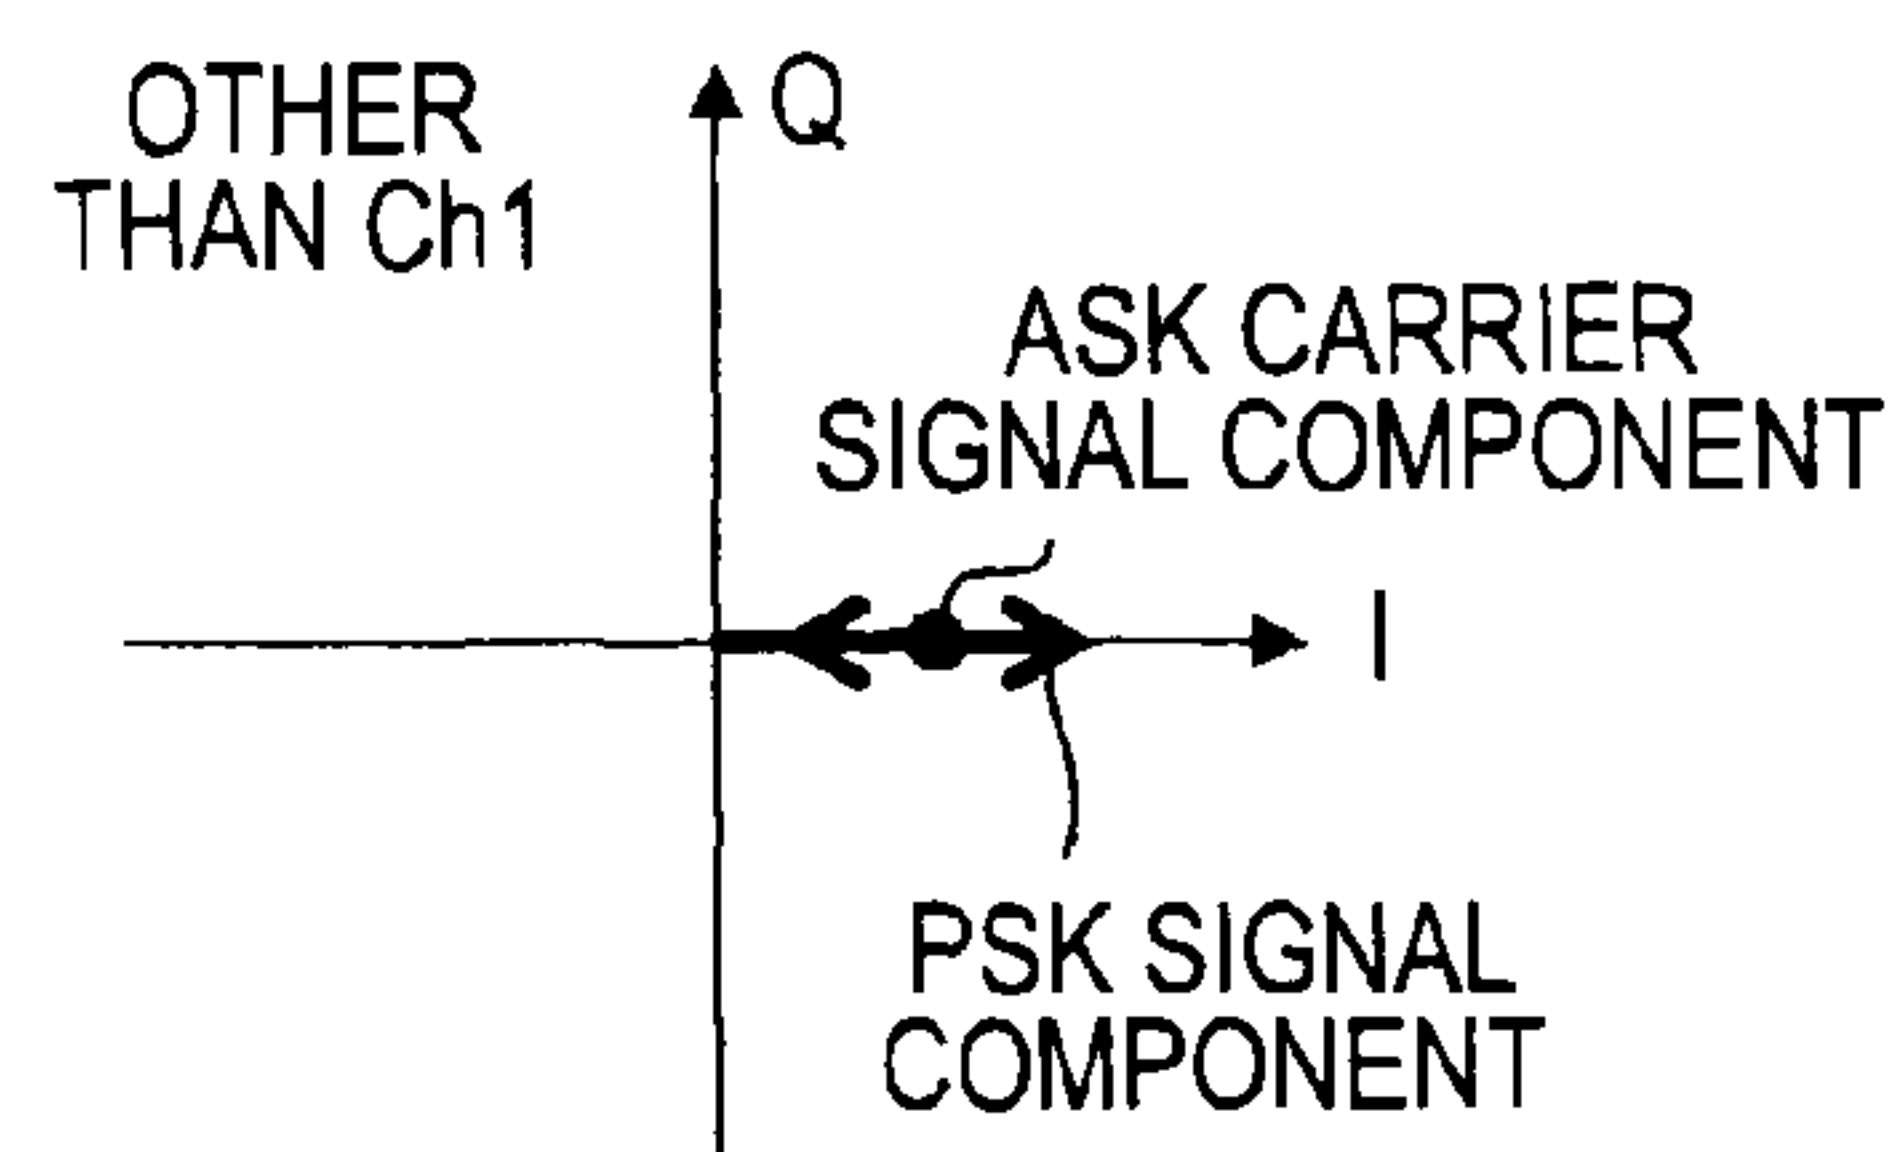 OTHER
THAN Ch1
Q
ASK CARRIER
SIGNAL COMPONENT
I
PSK SIGNAL
COMPONENT